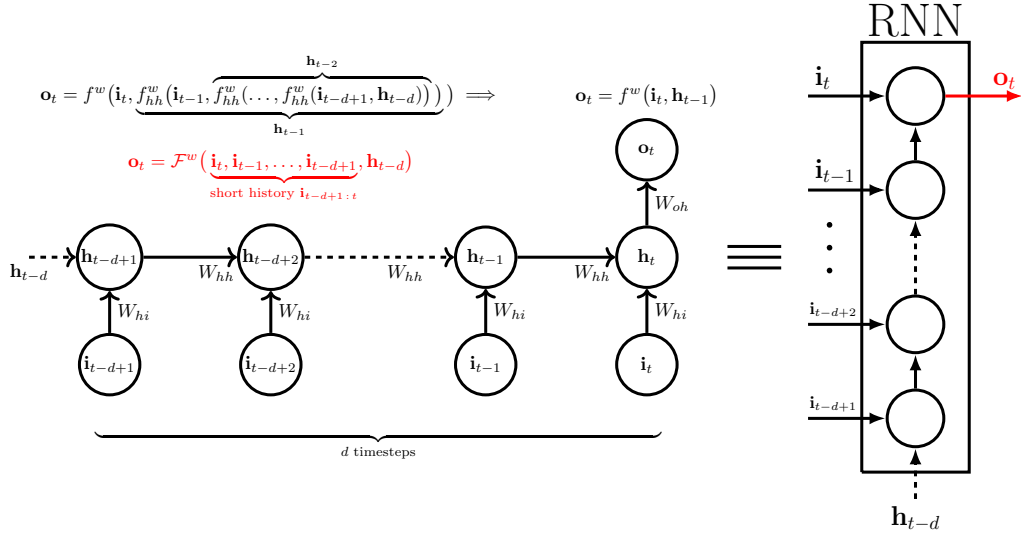 RNN
h_{t-2}
o_t = f^w(i_t, f^w_{hh}(i_{t-1}, f^w_{hh}(…, f^w_{hh}(i_{t-d+1}, h_{t-d})))) ⟹ o_t = f^w(i_t, h_{t-1})
h_{t-1}
o_t = ℱ^w(i_t, i_{t-1}, …, i_{t-d+1}, h_{t-d})
short history i_{t-d+1 : t}
o_t
W_{oh}
h_{t-d} h_{t-d+1} W_{hh} h_{t-d+2} W_{hh} h_{t-1} W_{hh} h_t
W_{hi} W_{hi} W_{hi} W_{hi}
i_{t-d+1} i_{t-d+2} i_{t-1} i_t
d timesteps
i_t o_t
i_{t-1}
i_{t-d+2}
i_{t-d+1}
h_{t-d}